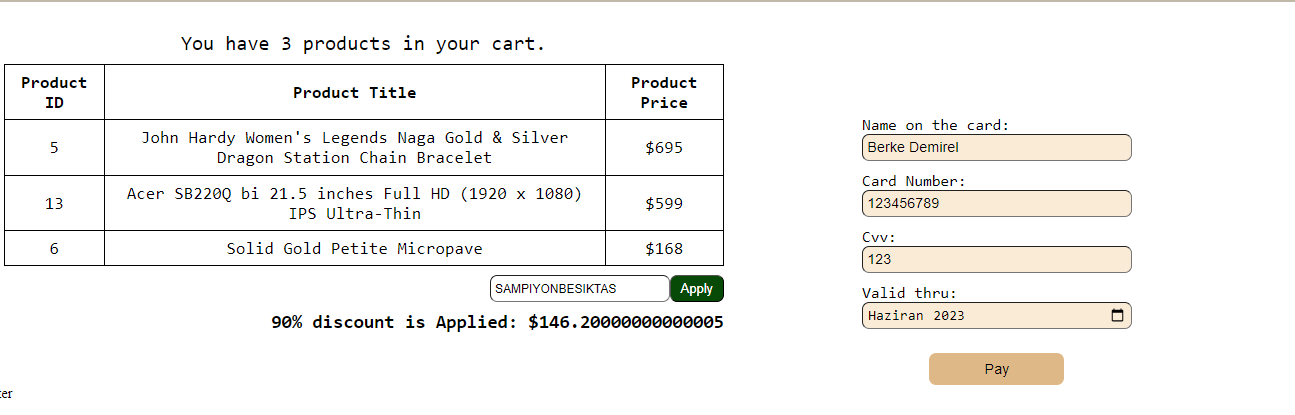 You have 3 products in your cart.
Product ID Product Title Product Price
5 John Hardy Women's Legends Naga Gold & Silver Dragon Station Chain Bracelet $695
13 Acer SB220Q bi 21.5 inches Full HD (1920 x 1080) IPS Ultra-Thin $599
6 Solid Gold Petite Micropave $168
SAMPIYONBESIKTAS Apply
90% discount is Applied: $146.20000000000005
Name on the card:
Berke Demirel
Card Number:
123456789
Cvv:
123
Valid thru:
Haziran 2023
Pay